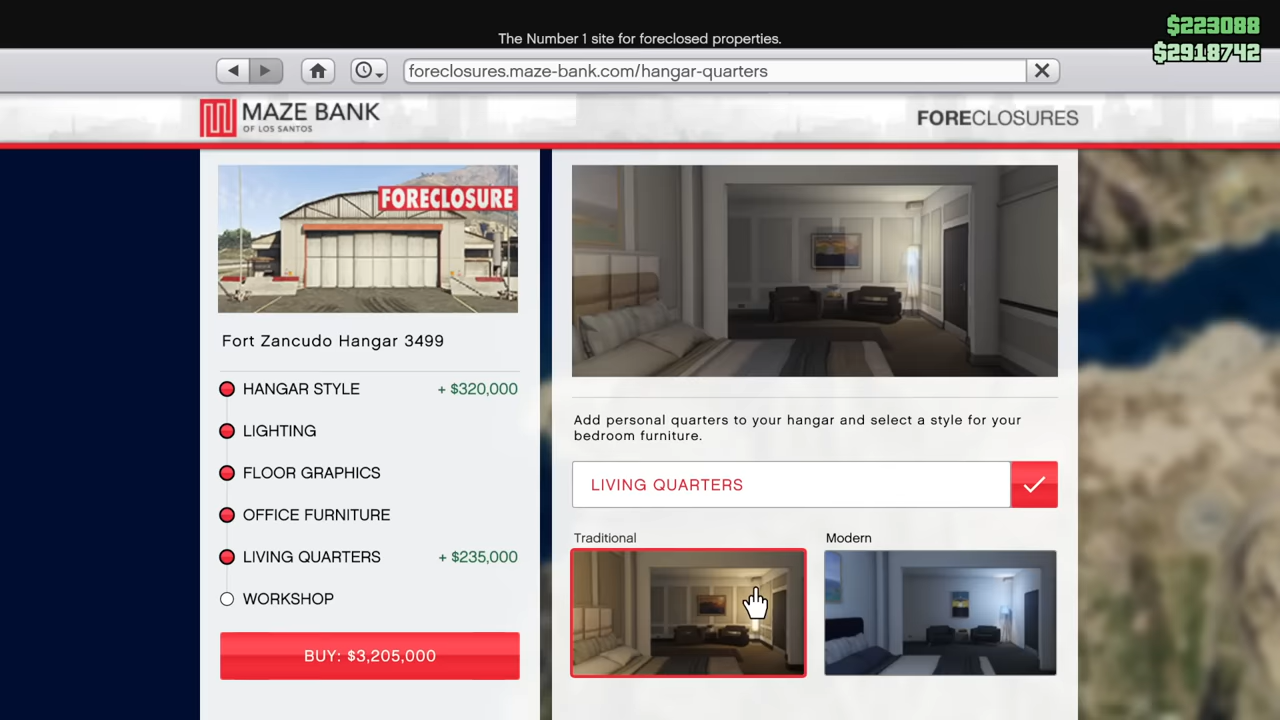 The Number 1 site for foreclosed properties.
$223088
$2918742
foreclosures.maze-bank.com/hangar-quarters
MAZE BANK
OF LOS SANTOS
FORECLOSURES
FORECLOSURE
Fort Zancudo Hangar 3499
HANGAR STYLE + $320,000
LIGHTING
FLOOR GRAPHICS
OFFICE FURNITURE
LIVING QUARTERS + $235,000
WORKSHOP
BUY: $3,205,000
Add personal quarters to your hangar and select a style for your
bedroom furniture.
LIVING QUARTERS
Traditional
Modern